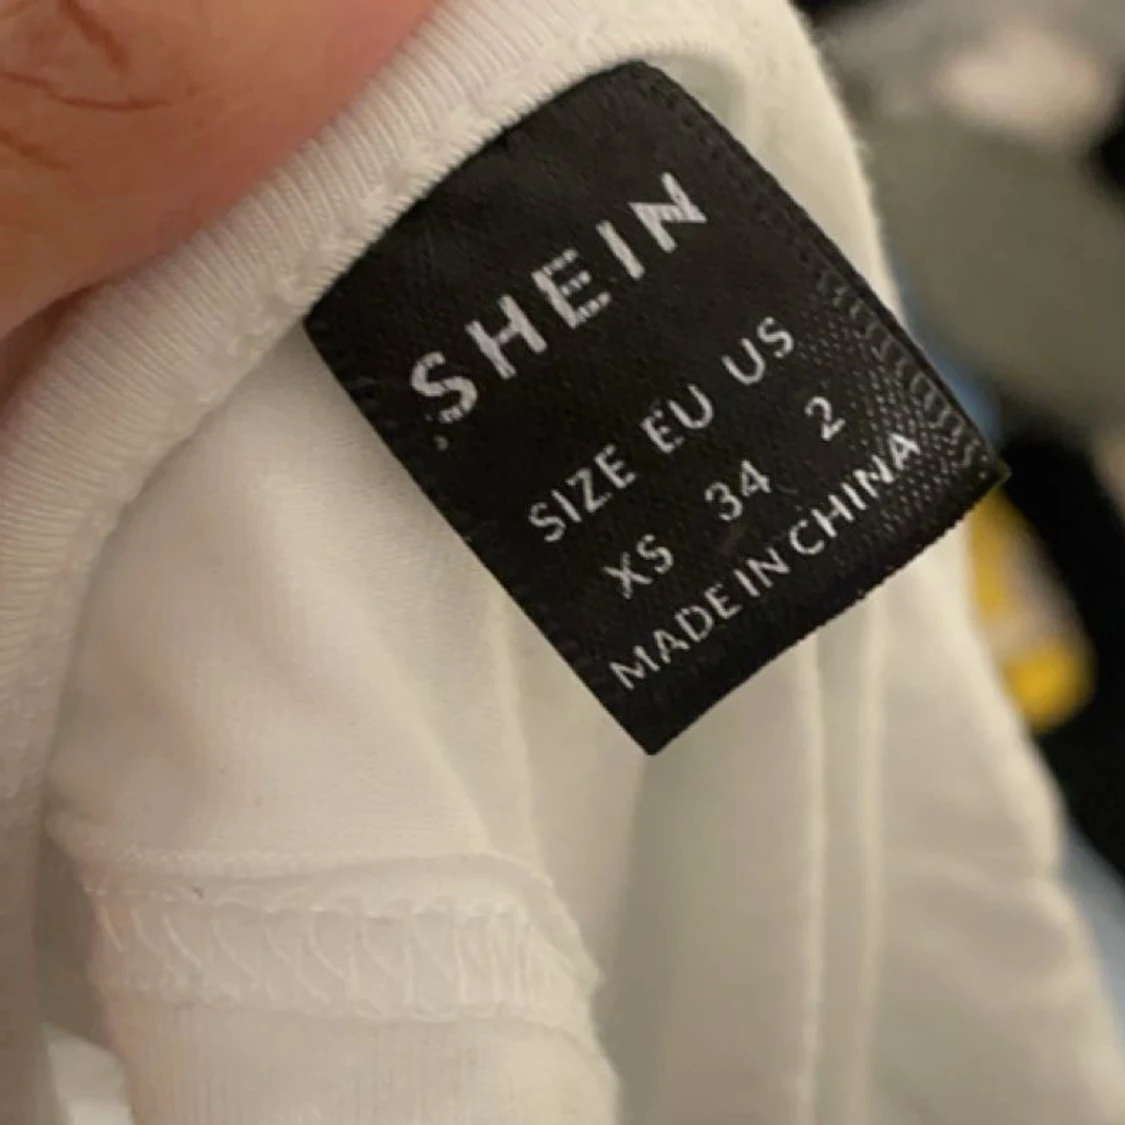 SHEIN
SIZE EU US
XS 34 2
MADE IN CHINA